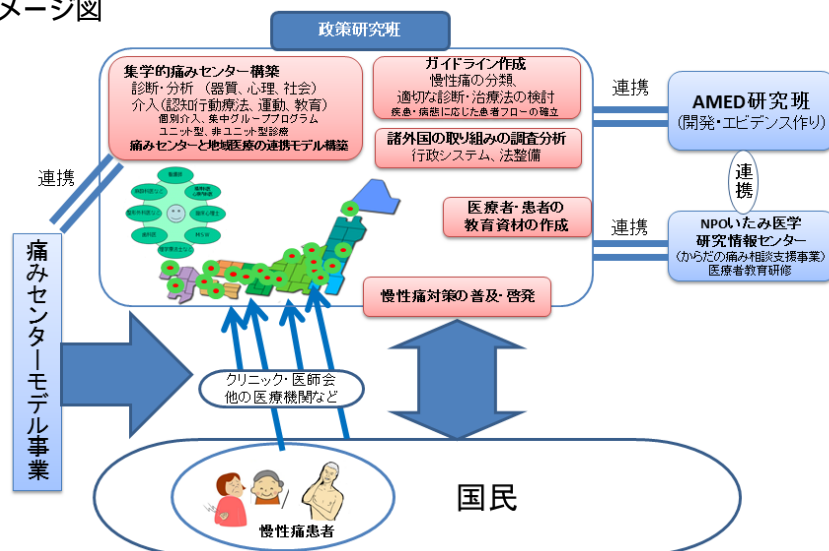 メージ図
政策研究班
集学的痛みセンター構築
診断・分析 （器質、心理、社会）
介入（認知行動療法、運動、教育）
個別介入、集中グループプログラム
ユニット型、非ユニット型診療
痛みセンターと地域医療の連携モデル構築
ガイドライン作成
慢性痛の分類、
適切な診断・治療法の検討
疾患・病態に応じた患者フローの確立
諸外国の取り組みの調査分析
行政システム、法整備
医療者・患者の
教育資材の作成
慢性痛対策の普及・啓発
連携
AMED研究班
（開発・エビデンス作り）
連携
連携
NPOいたみ医学
研究情報センター
（からだの痛み相談支援事業）
医療者教育研修
連携
痛みセンターモデル事業
看護師
臨床心理士
MSW
歯科医
クリニック・医師会
他の医療機関など
国民
慢性痛患者